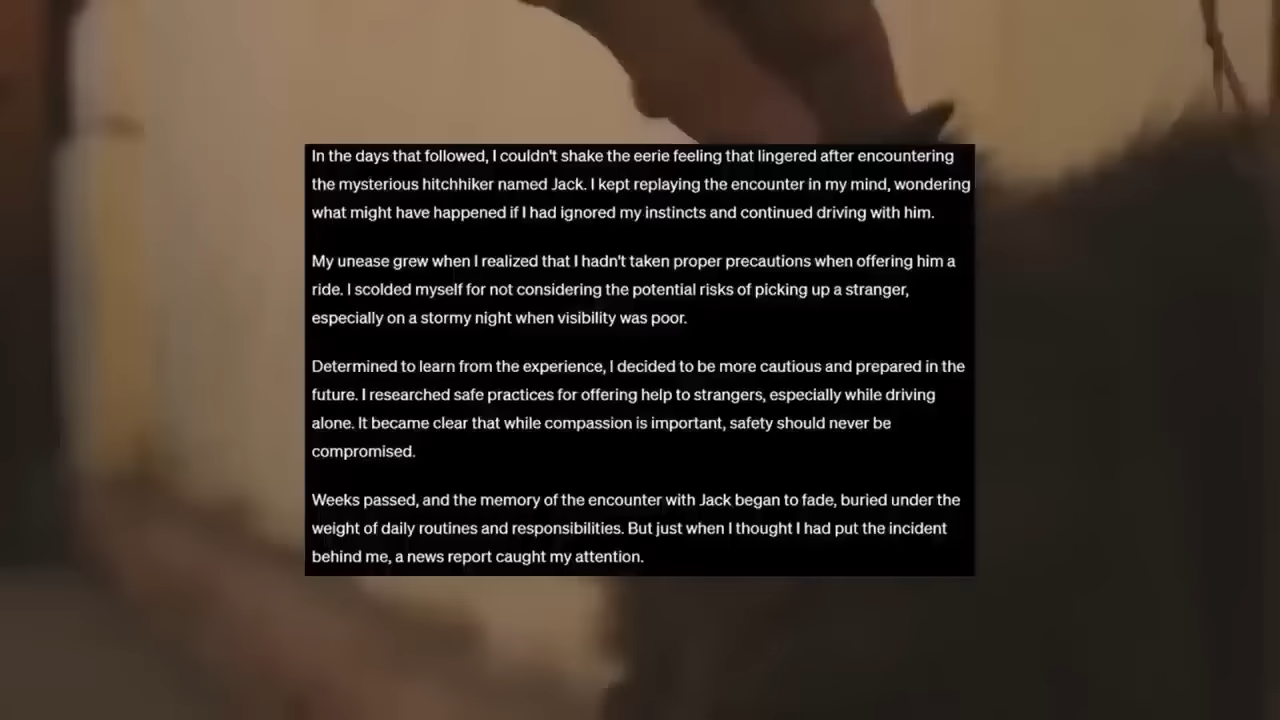 In the days that followed, I couldn't shake the eerie feeling that lingered after encountering
the mysterious hitchhiker named Jack. I kept replaying the encounter in my mind, wondering
what might have happened if I had ignored my instincts and continued driving with him.
My unease grew when I realized that I hadn't taken proper precautions when offering him a
ride. I scolded myself for not considering the potential risks of picking up a stranger,
especially on a stormy night when visibility was poor.
Determined to learn from the experience, I decided to be more cautious and prepared in the
future. I researched safe practices for offering help to strangers, especially while driving
alone. It became clear that while compassion is important, safety should never be
compromised.
Weeks passed, and the memory of the encounter with Jack began to fade, buried under the
weight of daily routines and responsibilities. But just when I thought I had put the incident
behind me, a news report caught my attention.